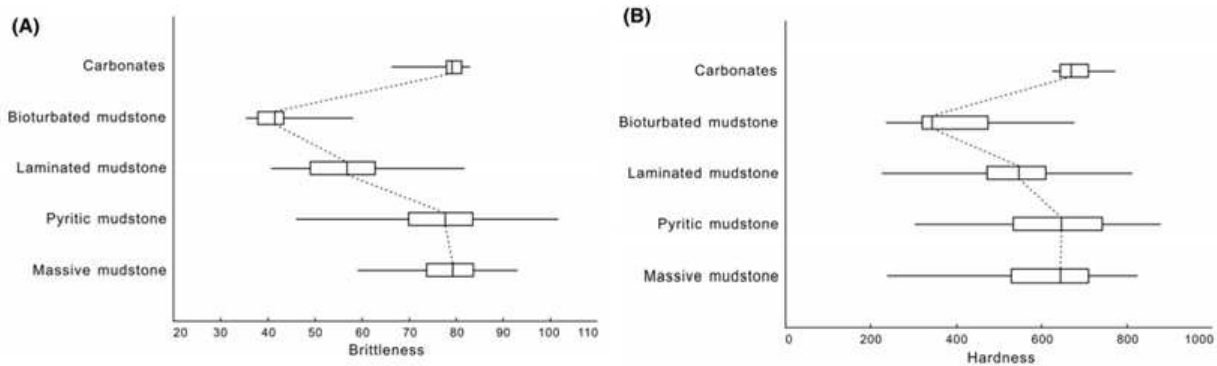 (A)
Carbonates
Bioturbated mudstone
Laminated mudstone
Pyritic mudstone
Massive mudstone
20 30 40 50 60 70 80 90 100 110
Brittleness
(B)
Carbonates
Bioturbated mudstone
Laminated mudstone
Pyritic mudstone
Massive mudstone
0 200 400 600 800 1000
Hardness